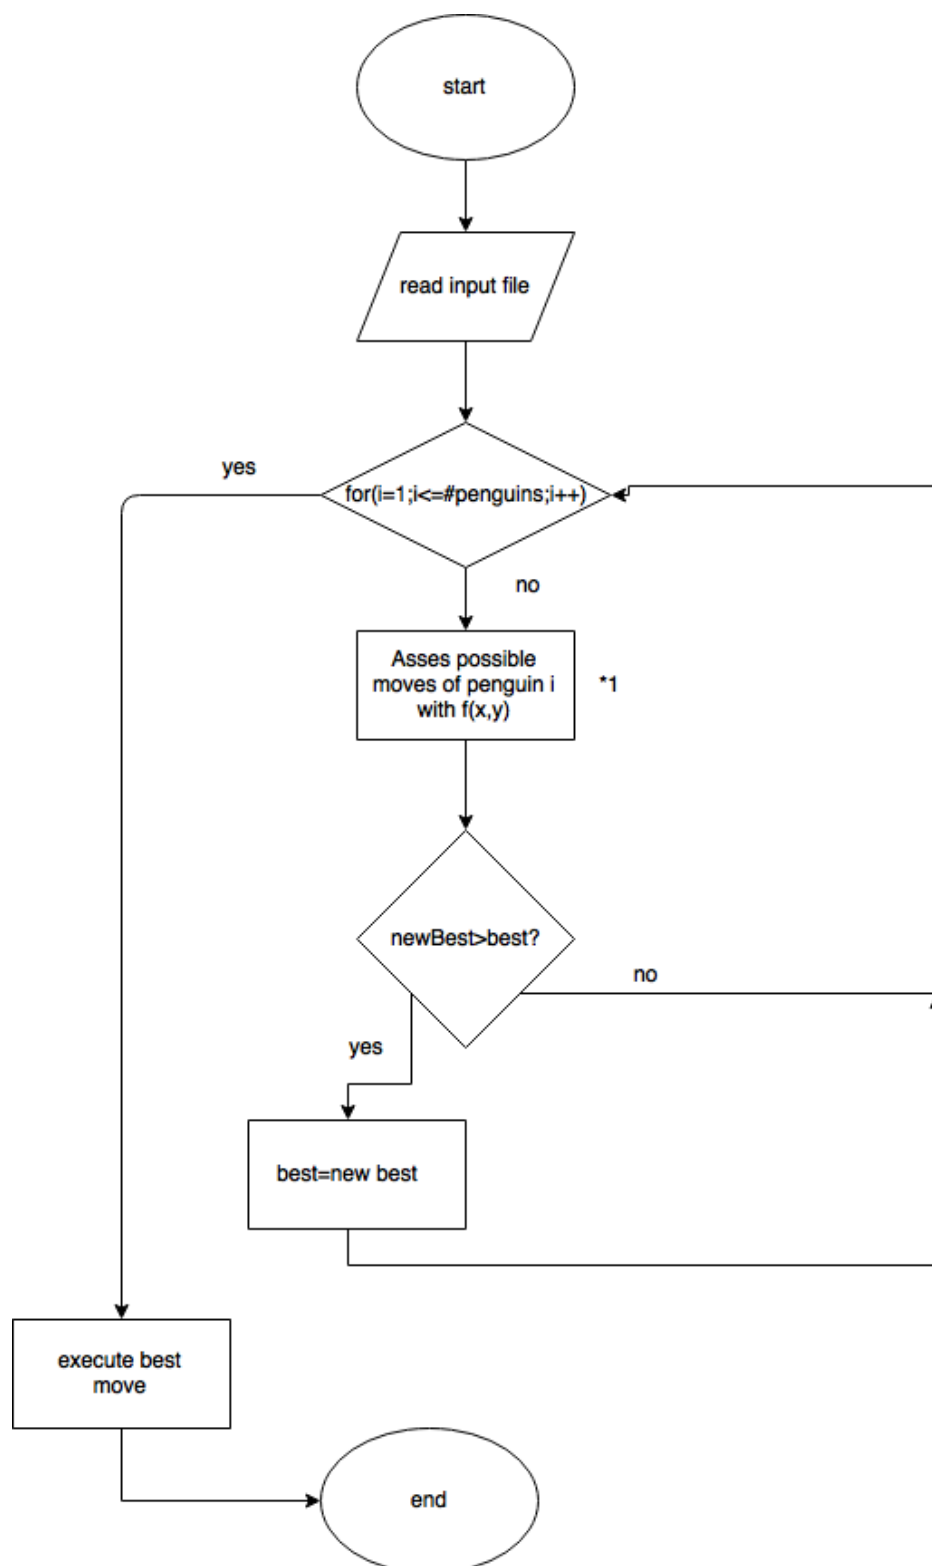 start
read input file
yes
for(i=1;i<=#penguins;i++)
no
Asses possible
moves of penguin i
with f(x,y)
*1
newBest>best?
no
yes
best=new best
execute best
move
end